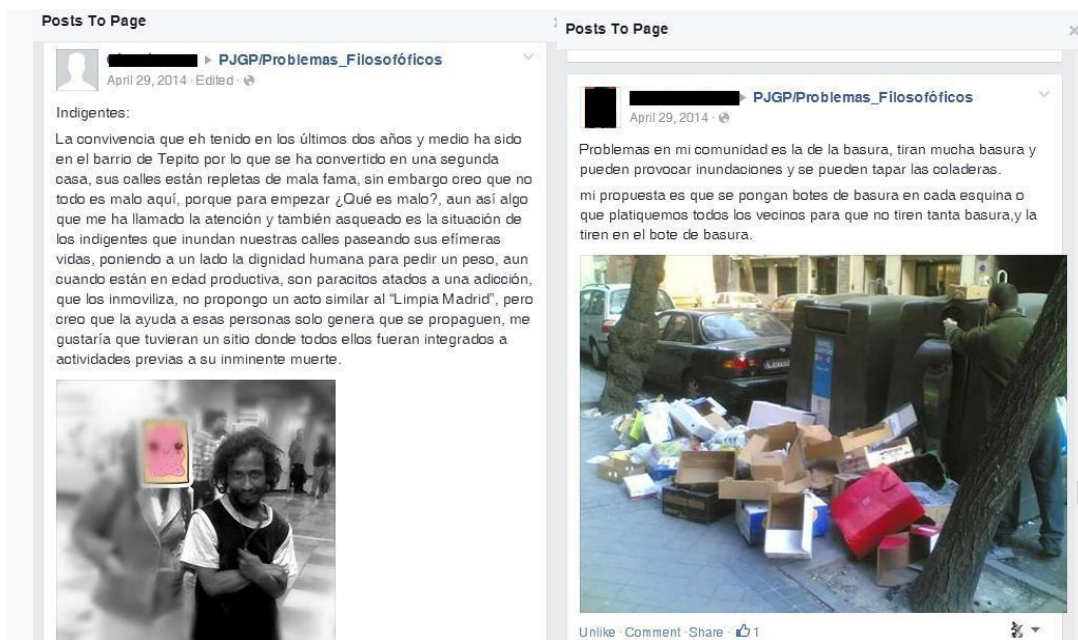 Posts To Page
PJGP/Problemas_Filosofóficos
April 29, 2014 · Edited ·
Indigentes:
La convivencia que eh tenido en los últimos dos años y medio ha sido
en el barrio de Tepito por lo que se ha convertido en una segunda
casa, sus calles están repletas de mala fama, sin embargo creo que no
todo es malo aquí, porque para empezar ¿Qué es malo?, aun así algo
que me ha llamado la atención y también asqueado es la situación de
los indigentes que inundan nuestras calles paseando sus efímeras
vidas, poniendo a un lado la dignidad humana para pedir un peso, aun
cuando están en edad productiva, son paracitos atados a una adicción,
que los inmoviliza, no propongo un acto similar al "Limpia Madrid", pero
creo que la ayuda a esas personas solo genera que se propaguen, me
gustaría que tuvieran un sitio donde todos ellos fueran integrados a
actividades previas a su inminente muerte.
Posts To Page
PJGP/Problemas_Filosofóficos
April 29, 2014 ·
Problemas en mi comunidad es la de la basura, tiran mucha basura y
pueden provocar inundaciones y se pueden tapar las coladeras.
mi propuesta es que se pongan botes de basura en cada esquina o
que platiquemos todos los vecinos para que no tiren tanta basura,y la
tiren en el bote de basura.
Unlike · Comment · Share · 1